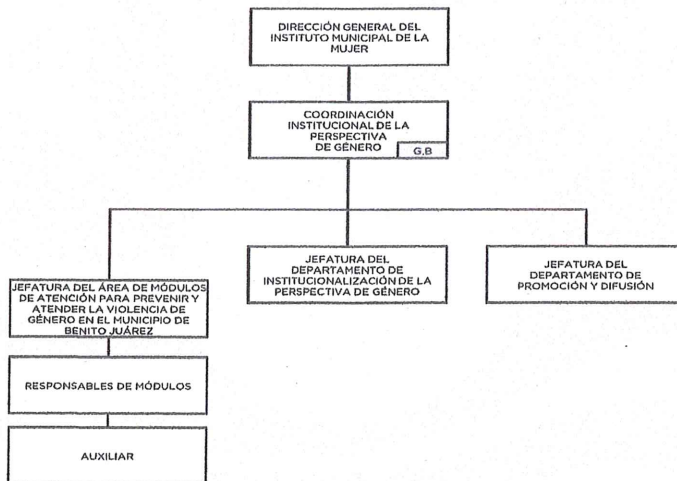 DIRECCIÓN GENERAL DEL
INSTITUTO MUNICIPAL DE LA
MUJER
COORDINACIÓN
INSTITUCIONAL DE LA
PERSPECTIVA
DE GÉNERO
G,B
JEFATURA DEL ÁREA DE MÓDULOS
DE ATENCIÓN PARA PREVENIR Y
ATENDER LA VIOLENCIA DE
GÉNERO EN EL MUNICIPIO DE
BENITO JUÁREZ
JEFATURA DEL
DEPARTAMENTO DE
INSTITUCIONALIZACIÓN DE LA
PERSPECTIVA DE GÉNERO
JEFATURA DEL
DEPARTAMENTO DE
PROMOCIÓN Y DIFUSIÓN
RESPONSABLES DE MÓDULOS
AUXILIAR